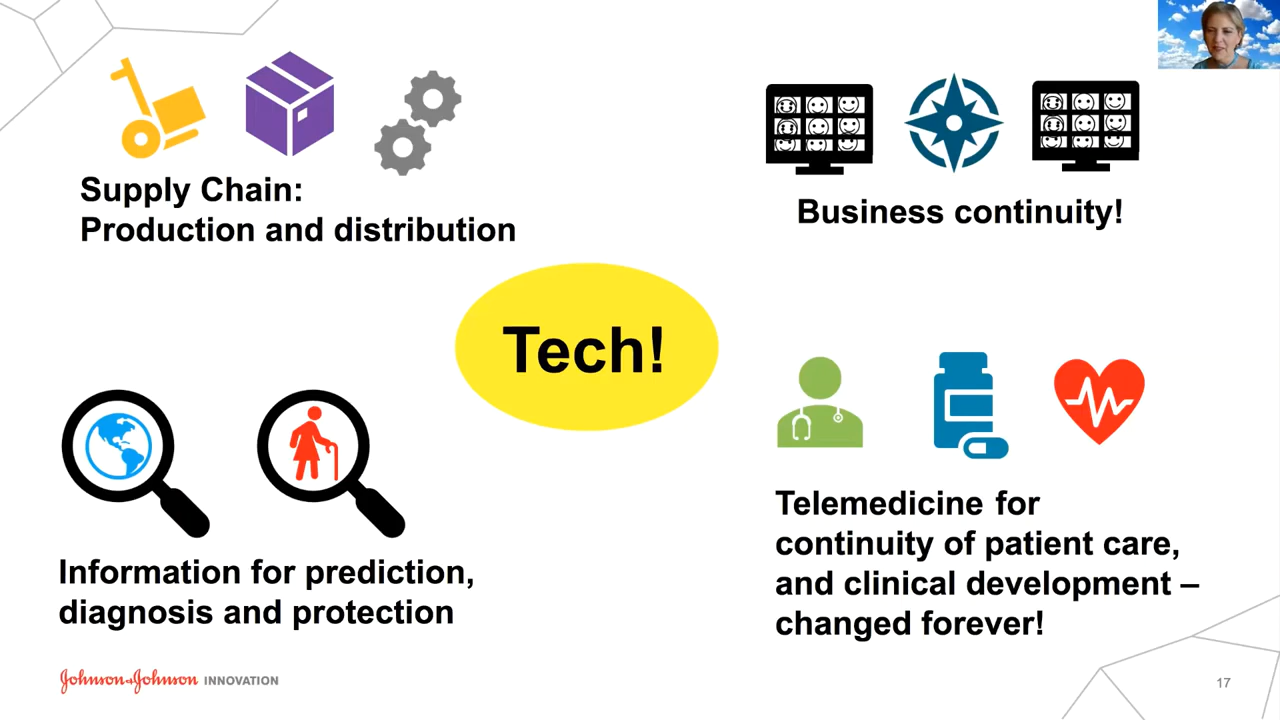 Supply Chain:
Production and distribution
Business continuity!
Tech!
Information for prediction,
diagnosis and protection
Telemedicine for
continuity of patient care,
and clinical development –
changed forever!
Johnson & Johnson INNOVATION
17